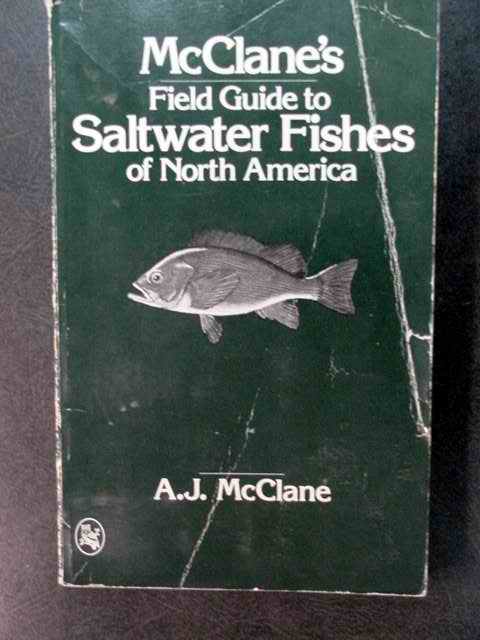 McClane's
Field Guide to
Saltwater Fishes
of North America
A.J. McClane